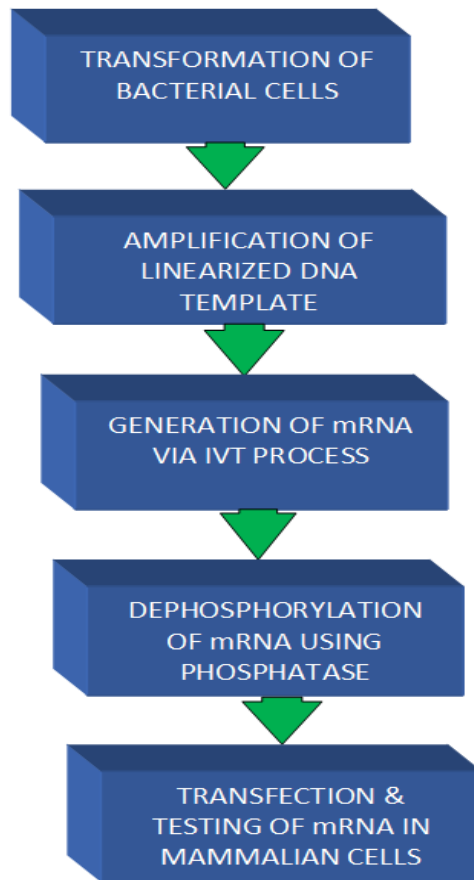 TRANSFORMATION OF
BACTERIAL CELLS
AMPLIFICATION OF
LINEARIZED DNA
TEMPLATE
GENERATION OF mRNA
VIA IVT PROCESS
DEPHOSPHORYLATION
OF mRNA USING
PHOSPHATASE
TRANSFECTION &
TESTING OF mRNA IN
MAMMALIAN CELLS